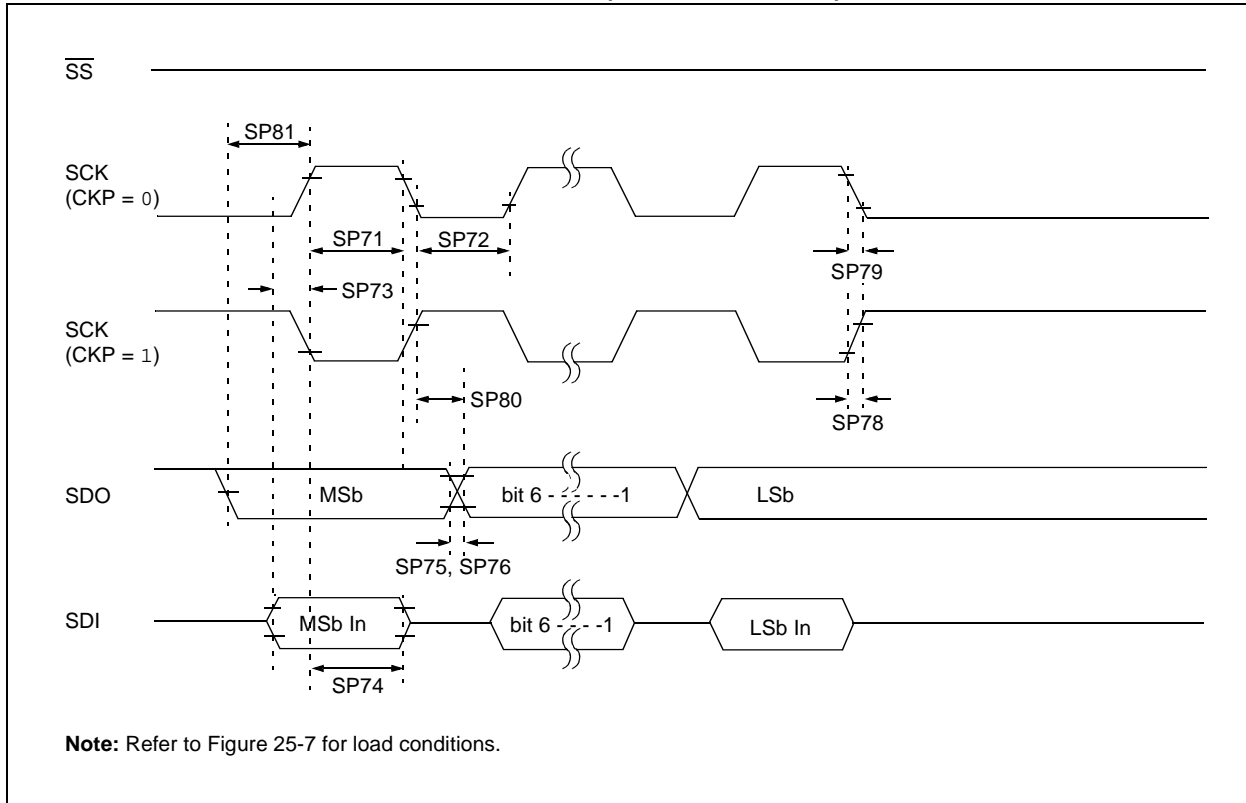 SS
SP81
SCK
(CKP = 0)
SP71
SP72
SP79
SP73
SCK
(CKP = 1)
SP80
SP78
SDO
MSb
bit 6 - - - - - -1
LSb
SP75, SP76
SDI
MSb In
bit 6 - - - -1
LSb In
SP74
Note: Refer to Figure 25-7 for load conditions.